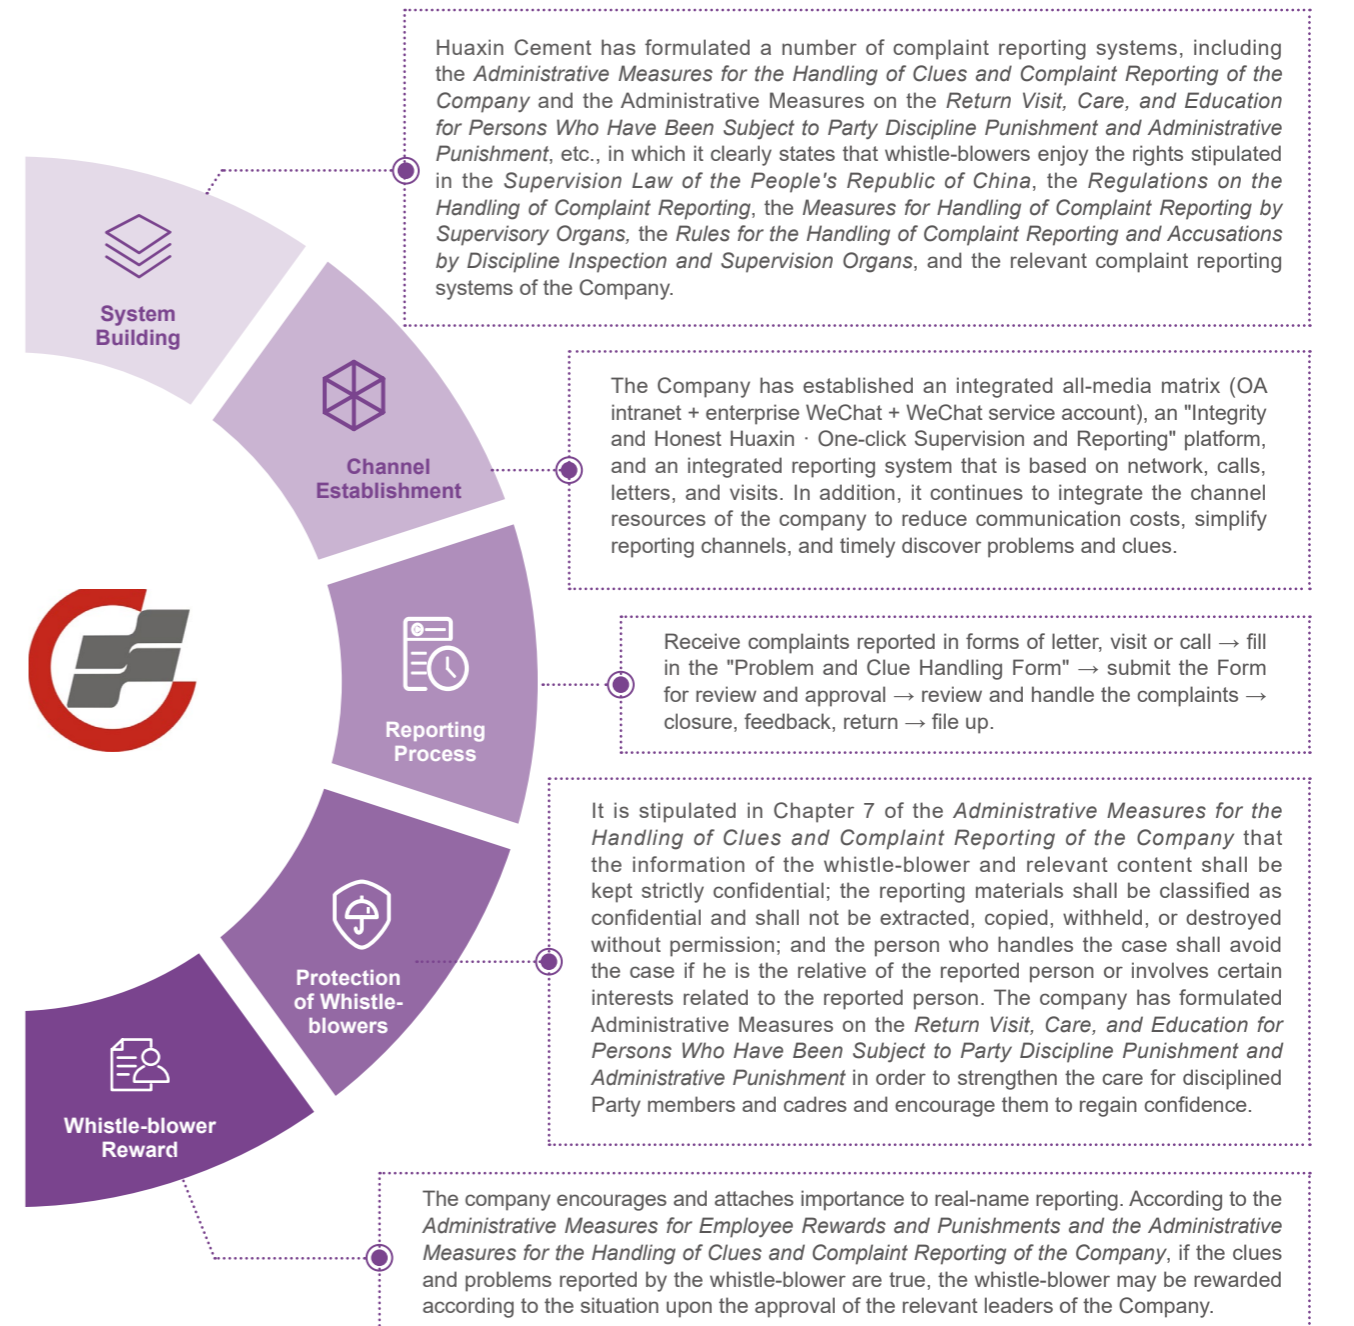 Huaxin Cement has formulated a number of complaint reporting systems, including
the Administrative Measures for the Handling of Clues and Complaint Reporting of the
Company and the Administrative Measures on the Return Visit, Care, and Education
for Persons Who Have Been Subject to Party Discipline Punishment and Administrative
Punishment, etc., in which it clearly states that whistle-blowers enjoy the rights stipulated
in the Supervision Law of the People's Republic of China, the Regulations on the
Handling of Complaint Reporting, the Measures for Handling of Complaint Reporting by
Supervisory Organs, the Rules for the Handling of Complaint Reporting and Accusations
by Discipline Inspection and Supervision Organs, and the relevant complaint reporting
systems of the Company.
System
Building
The Company has established an integrated all-media matrix (OA
intranet + enterprise WeChat + WeChat service account), an "Integrity
and Honest Huaxin · One-click Supervision and Reporting" platform,
and an integrated reporting system that is based on network, calls,
letters, and visits. In addition, it continues to integrate the channel
resources of the company to reduce communication costs, simplify
reporting channels, and timely discover problems and clues.
Channel
Establishment
Receive complaints reported in forms of letter, visit or call → fill
in the "Problem and Clue Handling Form" → submit the Form
for review and approval → review and handle the complaints →
closure, feedback, return → file up.
Reporting
Process
It is stipulated in Chapter 7 of the Administrative Measures for the
Handling of Clues and Complaint Reporting of the Company that
the information of the whistle-blower and relevant content shall be
kept strictly confidential; the reporting materials shall be classified as
confidential and shall not be extracted, copied, withheld, or destroyed
without permission; and the person who handles the case shall avoid
the case if he is the relative of the reported person or involves certain
interests related to the reported person. The company has formulated
Administrative Measures on the Return Visit, Care, and Education for
Persons Who Have Been Subject to Party Discipline Punishment and
Administrative Punishment in order to strengthen the care for disciplined
Party members and cadres and encourage them to regain confidence.
Protection
of Whistle-
blowers
Whistle-blower
Reward
The company encourages and attaches importance to real-name reporting. According to the
Administrative Measures for Employee Rewards and Punishments and the Administrative
Measures for the Handling of Clues and Complaint Reporting of the Company, if the clues
and problems reported by the whistle-blower are true, the whistle-blower may be rewarded
according to the situation upon the approval of the relevant leaders of the Company.